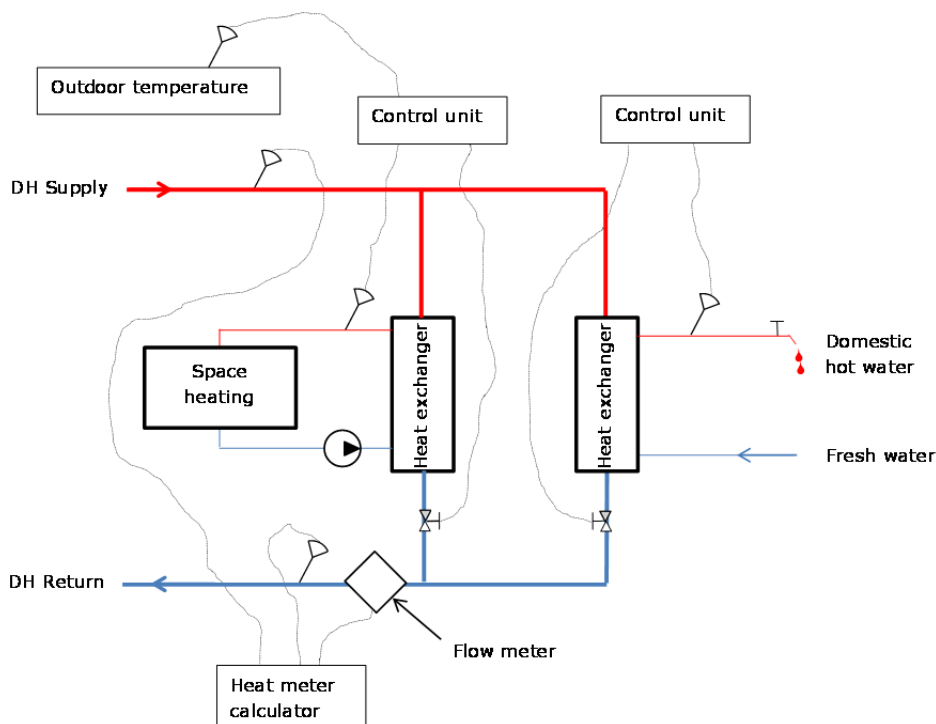 Outdoor temperature
Control unit
Control unit
DH Supply
Space
heating
Heat exchanger
Heat exchanger
Domestic
hot water
Fresh water
DH Return
Flow meter
Heat meter
calculator